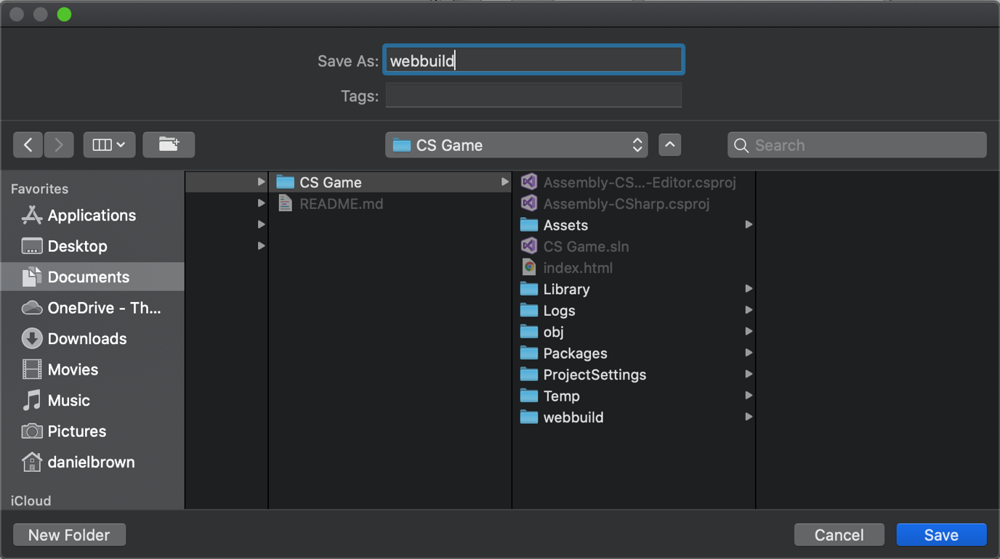 Save As: webbuild
Tags:
CS Game
Search
Favorites
Applications
Desktop
Documents
OneDrive - Th...
Downloads
Movies
Music
Pictures
danielbrown
iCloud
CS Game
README.md
Assembly-CS...-Editor.csproj
Assembly-CSharp.csproj
Assets
CS Game.sln
index.html
Library
Logs
obj
Packages
ProjectSettings
Temp
webbuild
New Folder
Cancel
Save